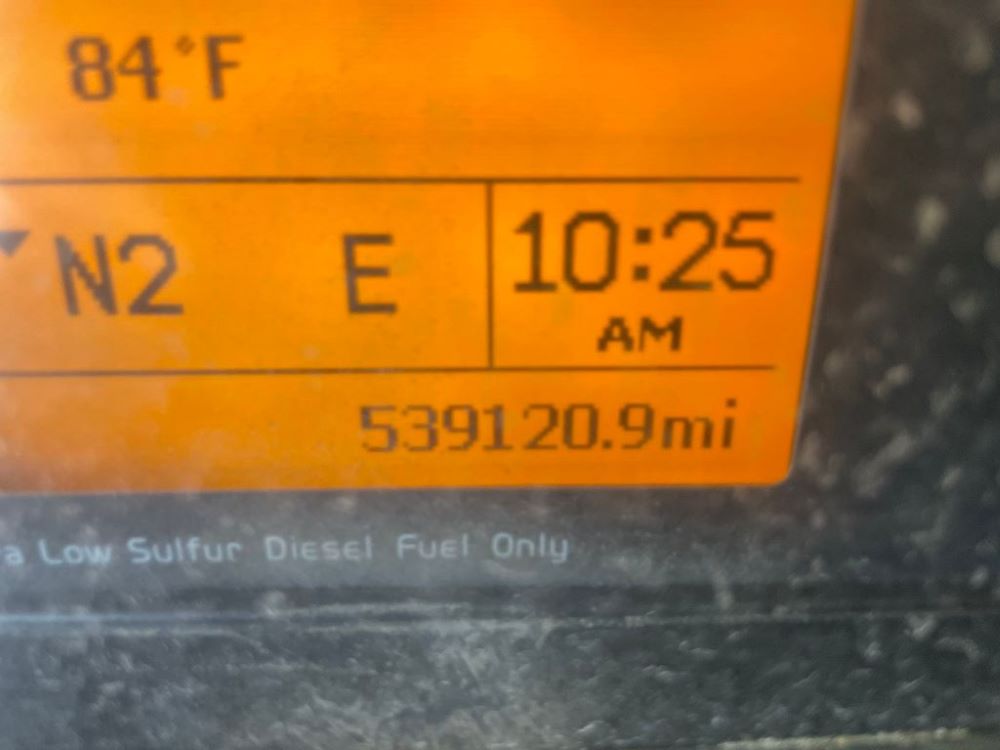 84°F
N2 E 10:25
AM
539120.9mi
a Low Sulfur Diesel Fuel Only